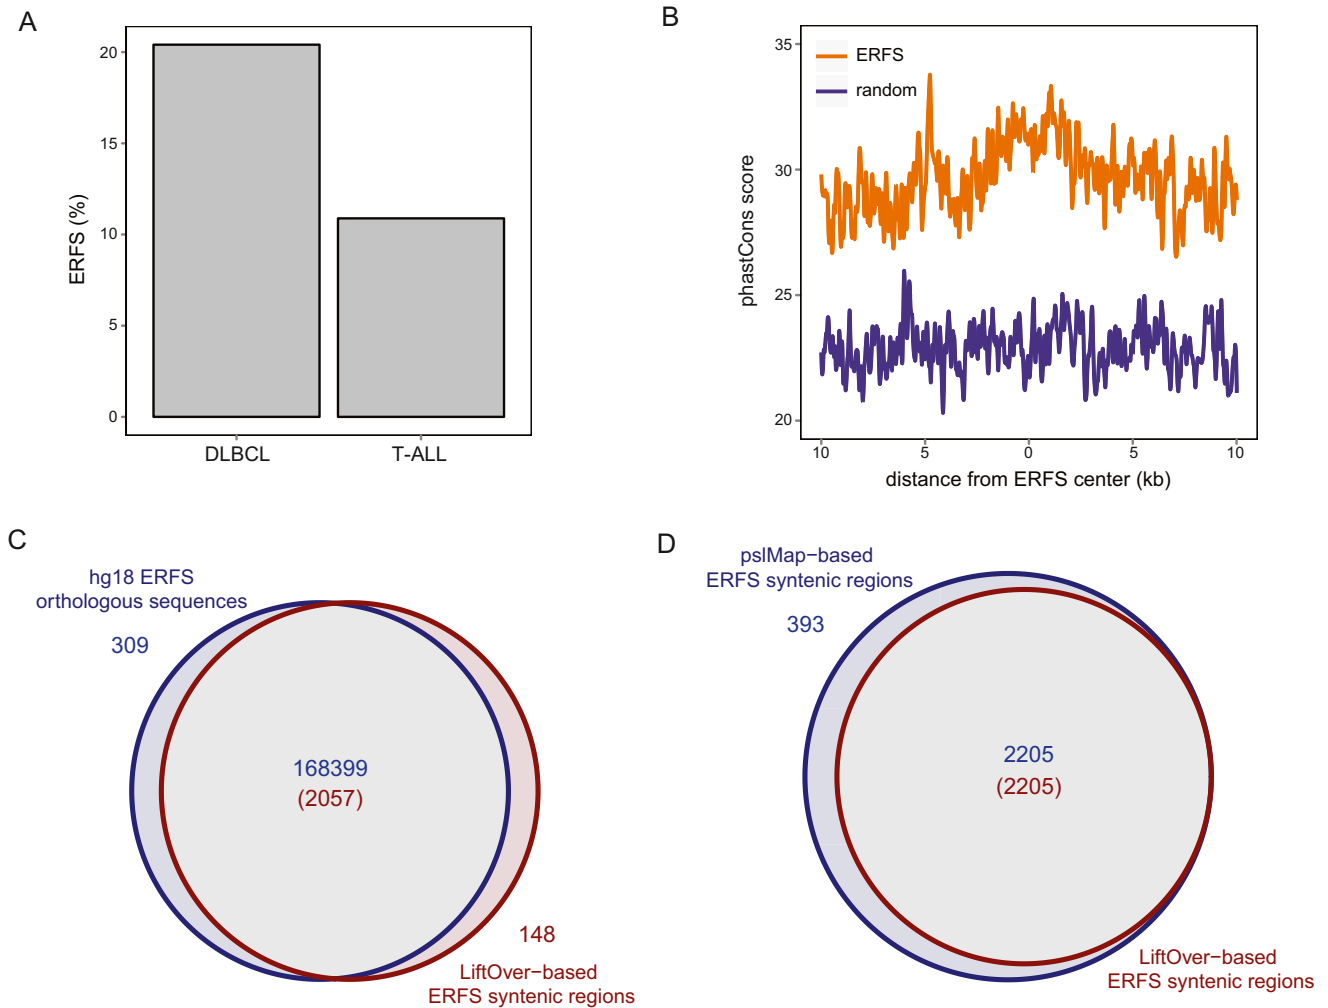 A
ERFS (%)
20
15
10
5
0
DLBCL
T-ALL
B
phastCons score
35
30
25
20
ERFS
random
10
5
0
5
10
distance from ERFS center (kb)
C
hg18 ERFS
orthologous sequences
309
168399
(2057)
148
LiftOver-based
ERFS syntenic regions
D
pslMap-based
ERFS syntenic regions
393
2205
(2205)
LiftOver-based
ERFS syntenic regions